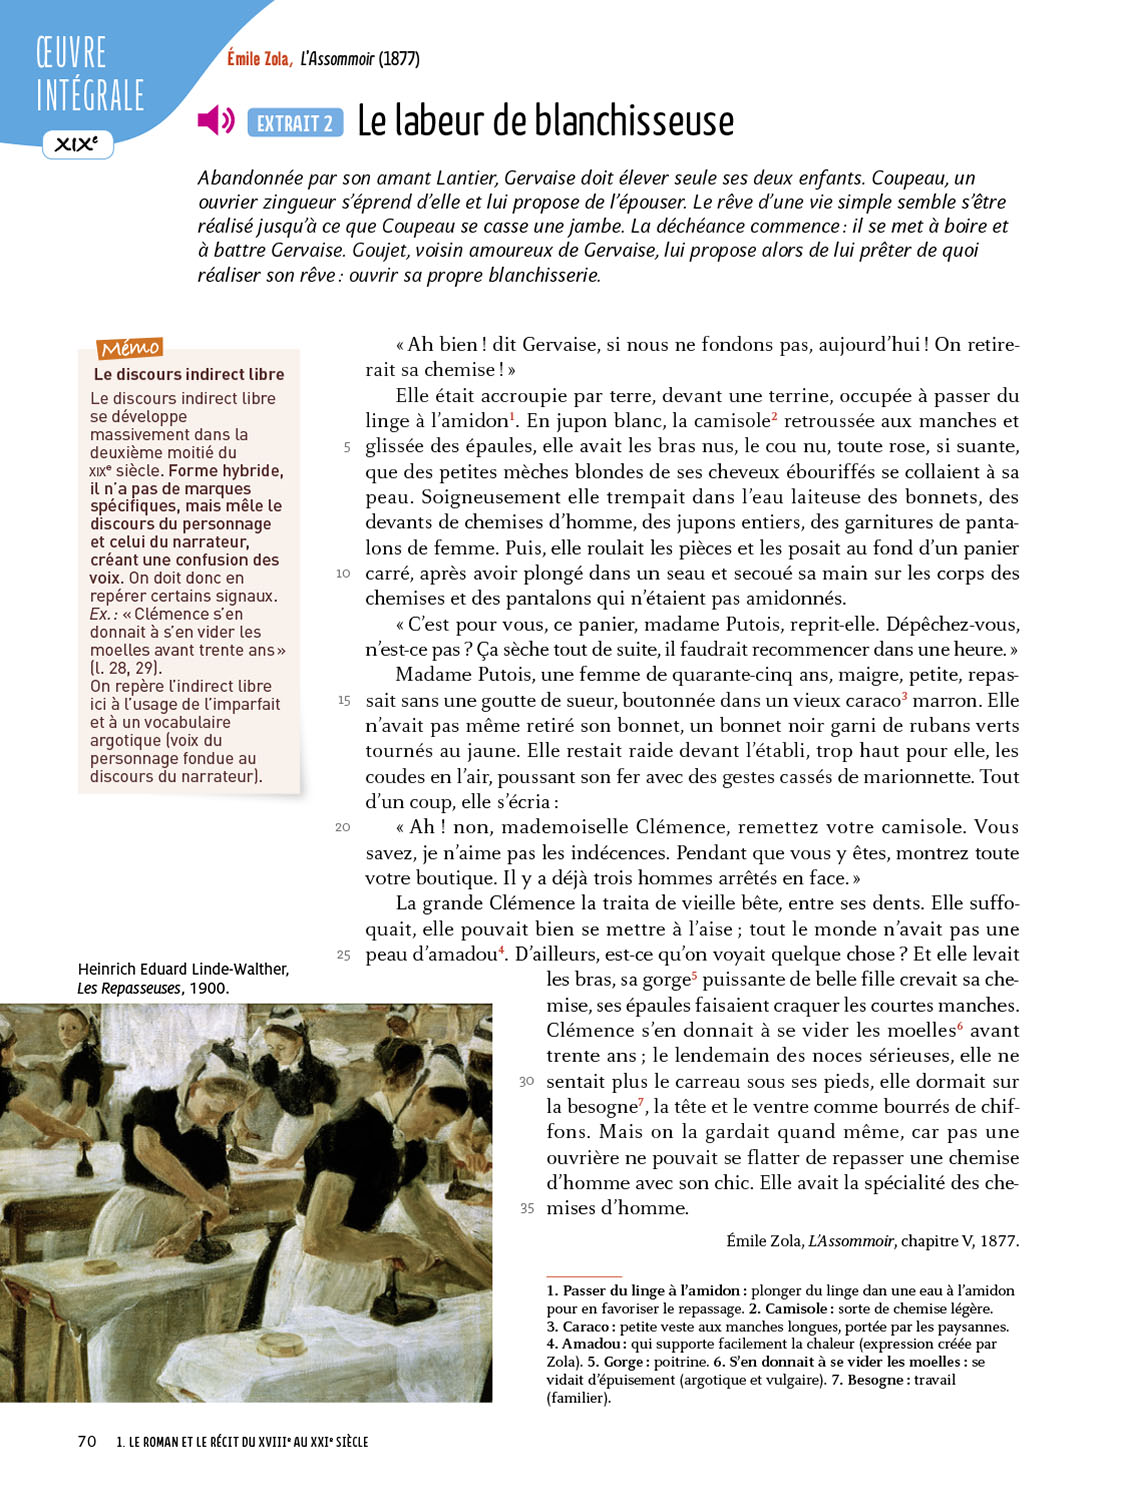 ŒUVRE
INTÉGRALE
XIXe
Émile Zola, L'Assommoir (1877)
EXTRAIT 2 Le labeur de blanchisseuse
Abandonnée par son amant Lantier, Gervaise doit élever seule ses deux enfants. Coupeau, un
ouvrier zingueur s'éprend d'elle et lui propose de l'épouser. Le rêve d'une vie simple semble s'être
réalisé jusqu'à ce que Coupeau se casse une jambe. La déchéance commence : il se met à boire et
à battre Gervaise. Goujet, voisin amoureux de Gervaise, lui propose alors de lui prêter de quoi
réaliser son rêve : ouvrir sa propre blanchisserie.
Mémo
Le discours indirect libre
Le discours indirect libre
se développe
massivement dans la
deuxième moitié du
XIXe siècle. Forme hybride,
il n'a pas de marques
spécifiques, mais mêle le
discours du personnage
et celui du narrateur,
créant une confusion des
voix. On doit donc en
repérer certains signaux.
Ex. : « Clémence s'en
donnait à s'en vider les
moelles avant trente ans »
(l. 28, 29).
On repère l'indirect libre
ici à l'usage de l'imparfait
et à un vocabulaire
argotique (voix du
personnage fondue au
discours du narrateur).
« Ah bien ! dit Gervaise, si nous ne fondons pas, aujourd'hui ! On retire-
rait sa chemise ! »
Elle était accroupie par terre, devant une terrine, occupée à passer du
linge à l'amidon1. En jupon blanc, la camisole2 retroussée aux manches et
5 glissée des épaules, elle avait les bras nus, le cou nu, toute rose, si suante,
que des petites mèches blondes de ses cheveux ébouriffés se collaient à sa
peau. Soigneusement elle trempait dans l'eau laiteuse des bonnets, des
devants de chemises d'homme, des jupons entiers, des garnitures de panta-
lons de femme. Puis, elle roulait les pièces et les posait au fond d'un panier
10 carré, après avoir plongé dans un seau et secoué sa main sur les corps des
chemises et des pantalons qui n'étaient pas amidonnés.
« C'est pour vous, ce panier, madame Putois, reprit-elle. Dépêchez-vous,
n'est-ce pas ? Ça sèche tout de suite, il faudrait recommencer dans une heure. »
Madame Putois, une femme de quarante-cinq ans, maigre, petite, repas-
15 sait sans une goutte de sueur, boutonnée dans un vieux caraco3 marron. Elle
n'avait pas même retiré son bonnet, un bonnet noir garni de rubans verts
tournés au jaune. Elle restait raide devant l'établi, trop haut pour elle, les
coudes en l'air, poussant son fer avec des gestes cassés de marionnette. Tout
d'un coup, elle s'écria :
20 « Ah ! non, mademoiselle Clémence, remettez votre camisole. Vous
savez, je n'aime pas les indécences. Pendant que vous y êtes, montrez toute
votre boutique. Il y a déjà trois hommes arrêtés en face. »
La grande Clémence la traita de vieille bête, entre ses dents. Elle suffo-
quait, elle pouvait bien se mettre à l'aise ; tout le monde n'avait pas une
25 peau d'amadou4. D'ailleurs, est-ce qu'on voyait quelque chose ? Et elle levait
les bras, sa gorge5 puissante de belle fille crevait sa che-
mise, ses épaules faisaient craquer les courtes manches.
Clémence s'en donnait à se vider les moelles6 avant
trente ans ; le lendemain des noces sérieuses, elle ne
30 sentait plus le carreau sous ses pieds, elle dormait sur
la besogne7, la tête et le ventre comme bourrés de chif-
fons. Mais on la gardait quand même, car pas une
ouvrière ne pouvait se flatter de repasser une chemise
d'homme avec son chic. Elle avait la spécialité des che-
35 mises d'homme.
Émile Zola, L'Assommoir, chapitre V, 1877.
Heinrich Eduard Linde-Walther,
Les Repasseuses, 1900.
1. Passer du linge à l'amidon : plonger du linge dan une eau à l'amidon
pour en favoriser le repassage. 2. Camisole : sorte de chemise légère.
3. Caraco : petite veste aux manches longues, portée par les paysannes.
4. Amadou : qui supporte facilement la chaleur (expression créée par
Zola). 5. Gorge : poitrine. 6. S'en donnait à se vider les moelles : se
vidait d'épuisement (argotique et vulgaire). 7. Besogne : travail
(familier).
70 1. LE ROMAN ET LE RÉCIT DU XVIIIe AU XXIe SIÈCLE